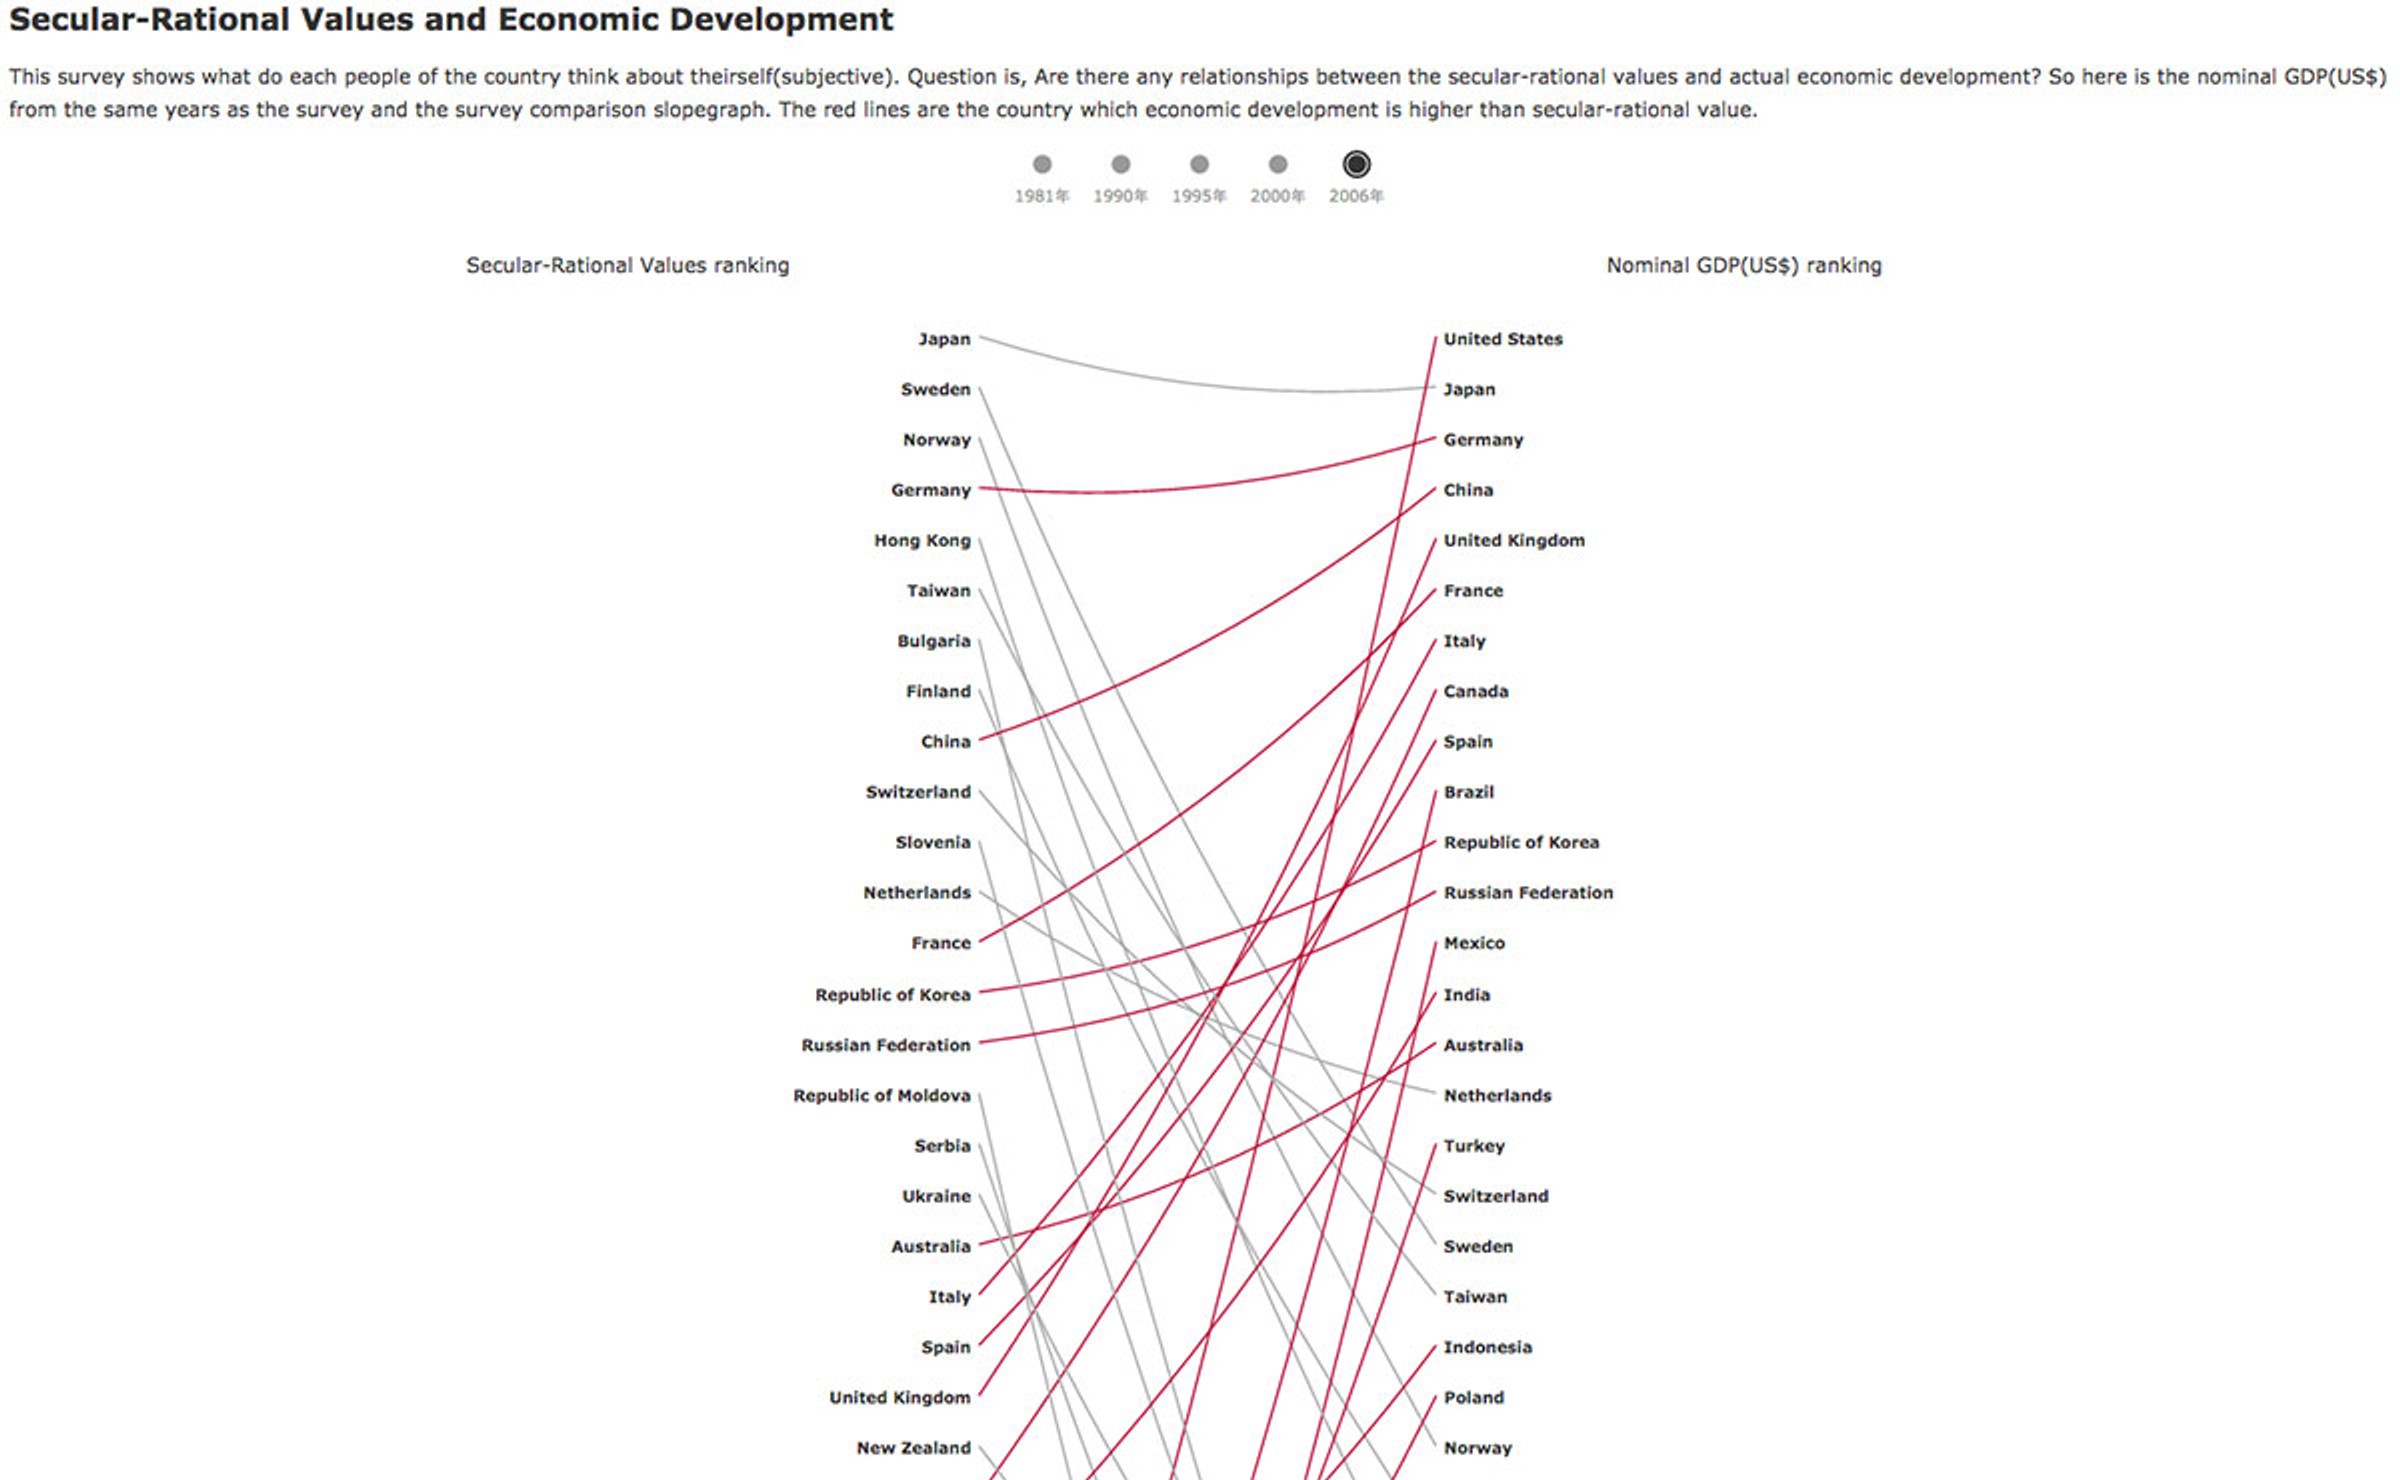 Secular-Rational Values and Economic Development
This survey shows what do each people of the country think about theirself(subjective). Question is, Are there any relationships between the secular-rational values and actual economic development? So here is the nominal GDP(US$)
from the same years as the survey and the survey comparison slopegraph. The red lines are the country which economic development is higher than secular-rational value.
1981年 1990年 1995年 2000年 2006年
Secular-Rational Values ranking
Nominal GDP(US$) ranking
Japan
Sweden
Norway
Germany
Hong Kong
Taiwan
Bulgaria
Finland
China
Switzerland
Slovenia
Netherlands
France
Republic of Korea
Russian Federation
Republic of Moldova
Serbia
Ukraine
Australia
Italy
Spain
United Kingdom
New Zealand
United States
Japan
Germany
China
United Kingdom
France
Italy
Canada
Spain
Brazil
Republic of Korea
Russian Federation
Mexico
India
Australia
Netherlands
Turkey
Switzerland
Sweden
Taiwan
Indonesia
Poland
Norway